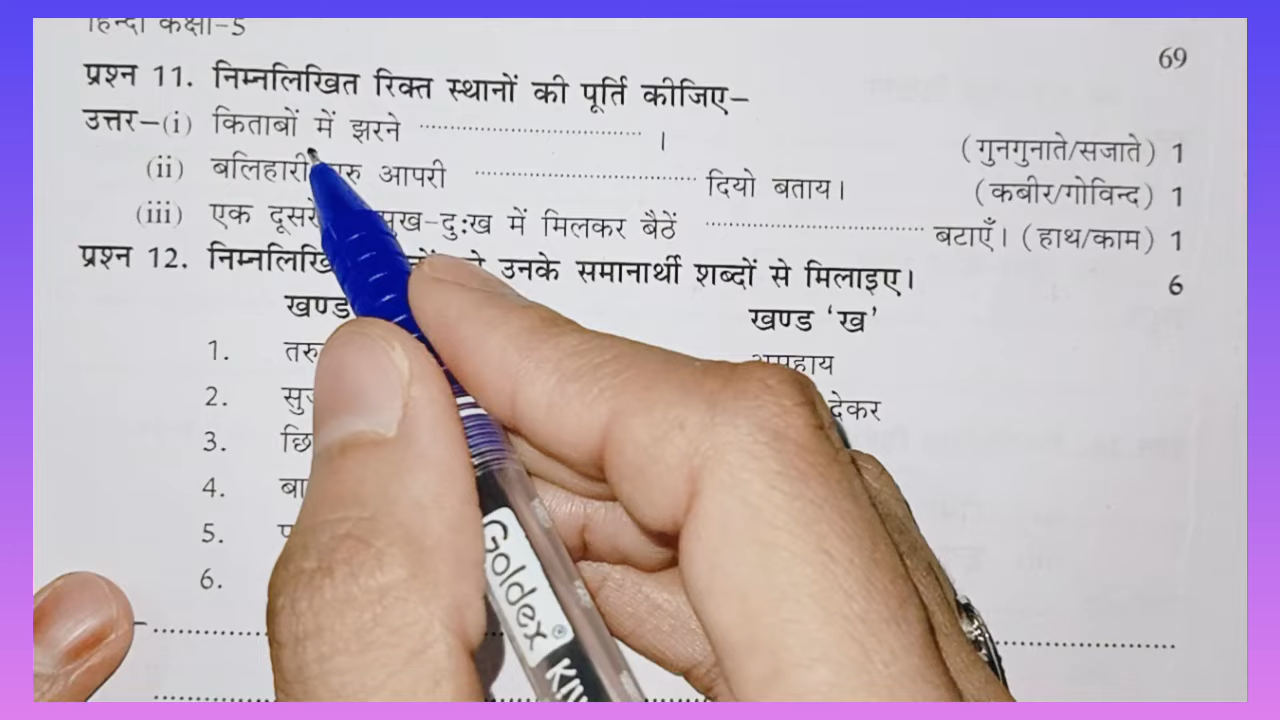 हिन्दी कक्षा-5
69
प्रश्न 11. निम्नलिखित रिक्त स्थानों की पूर्ति कीजिए–
उत्तर–(i) किताबों में झरने ........................................ । (गुनगुनाते/सजाते) 1
(ii) बलिहारी आपरी ........................................ दियो बताय। (कबीर/गोविन्द) 1
(iii) एक दूसरे सुख-दुःख में मिलकर बैठें ........................................ बटाएँ। (हाथ/काम) 1
प्रश्न 12. उनके समानार्थी शब्दों से मिलाइए। 6
खण्ड खण्ड 'ख'
1.
2. देकर
3.
4.
5.
6.
Goldex®